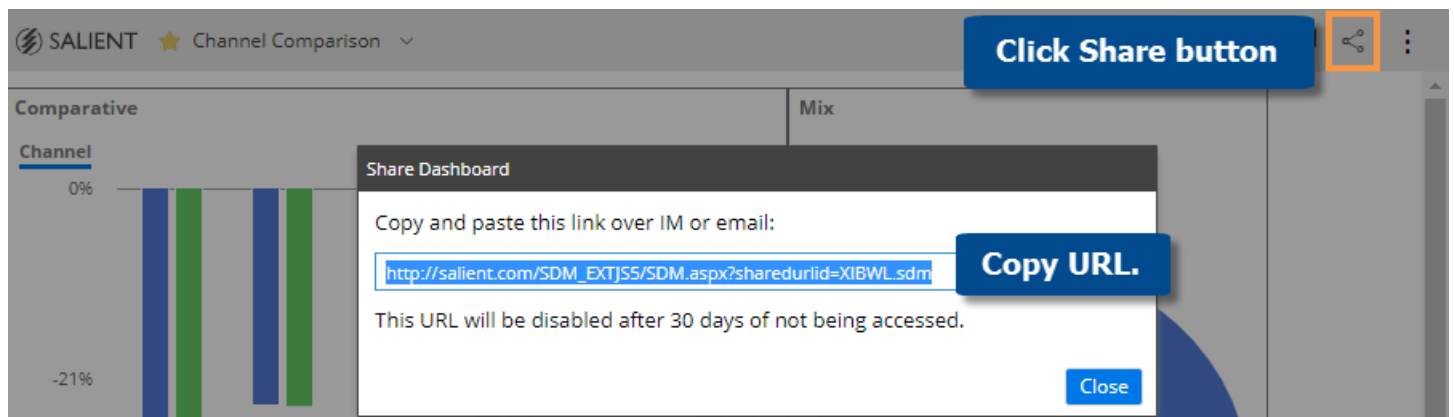 SALIENT Channel Comparison
Click Share button
Comparative
Mix
Channel
0%
-21%
Share Dashboard
Copy and paste this link over IM or email:
http://salient.com/SDM_EXTJS5/SDM.aspx?sharedurlid=XIBWL.sdm
Copy URL.
This URL will be disabled after 30 days of not being accessed.
Close